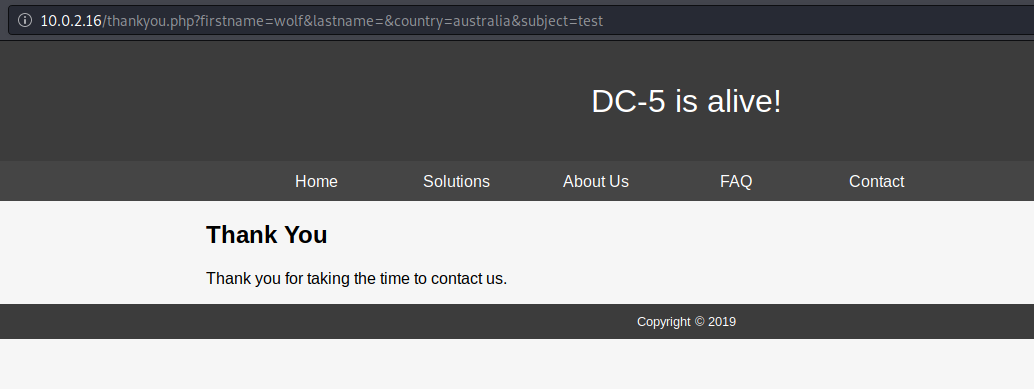 10.0.2.16/thankyou.php?firstname=wolf&lastname=&country=australia&subject=test
DC-5 is alive!
Home Solutions About Us FAQ Contact
Thank You
Thank you for taking the time to contact us.
Copyright © 2019